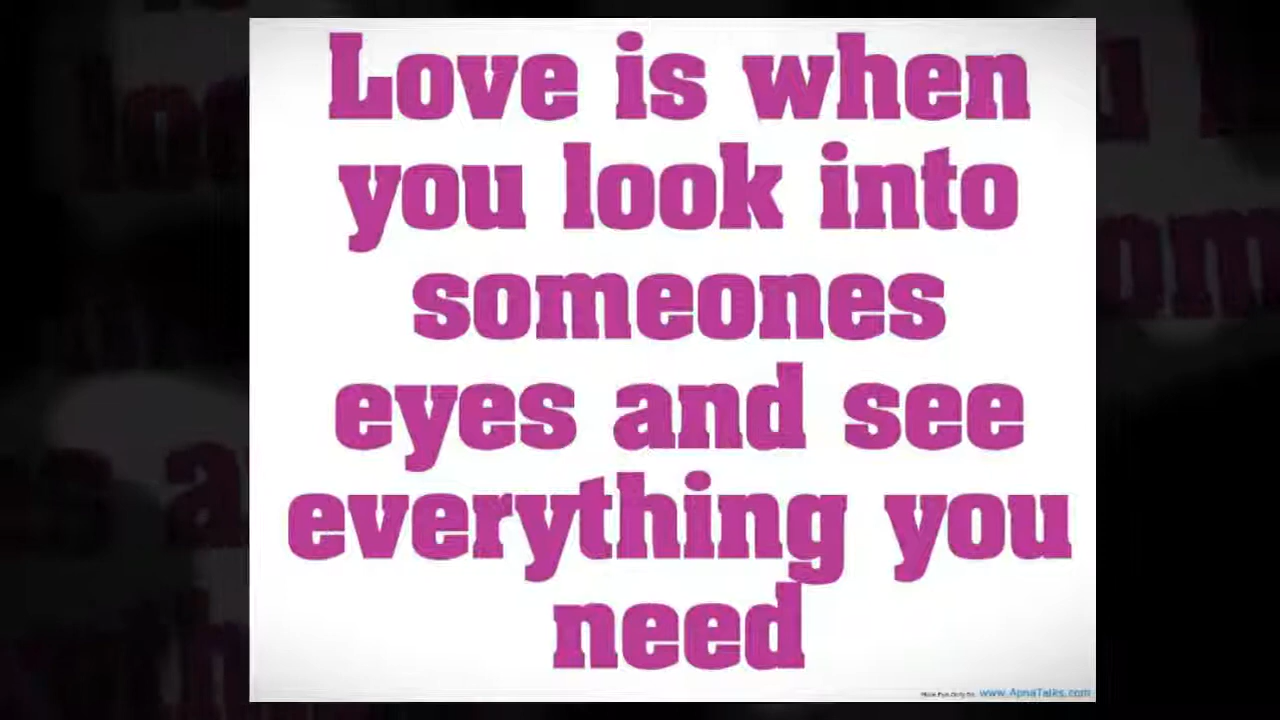 Love is when
you look into
someones
eyes and see
everything you
need
www.ApnaTalks.com